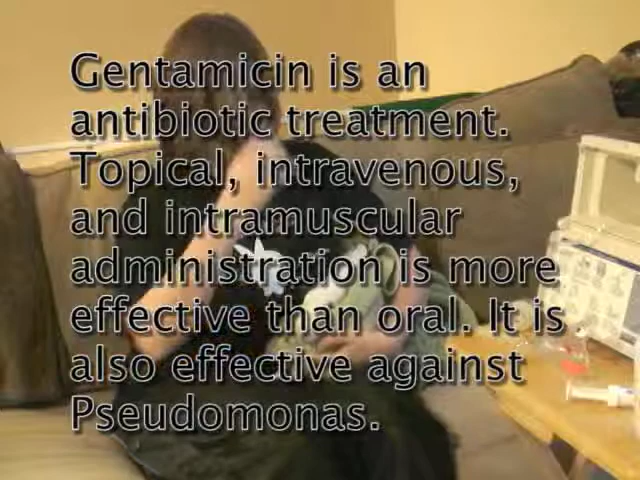 Gentamicin is an
antibiotic treatment.
Topical, intravenous,
and intramuscular
administration is more
effective than oral. It is
also effective against
Pseudomonas.